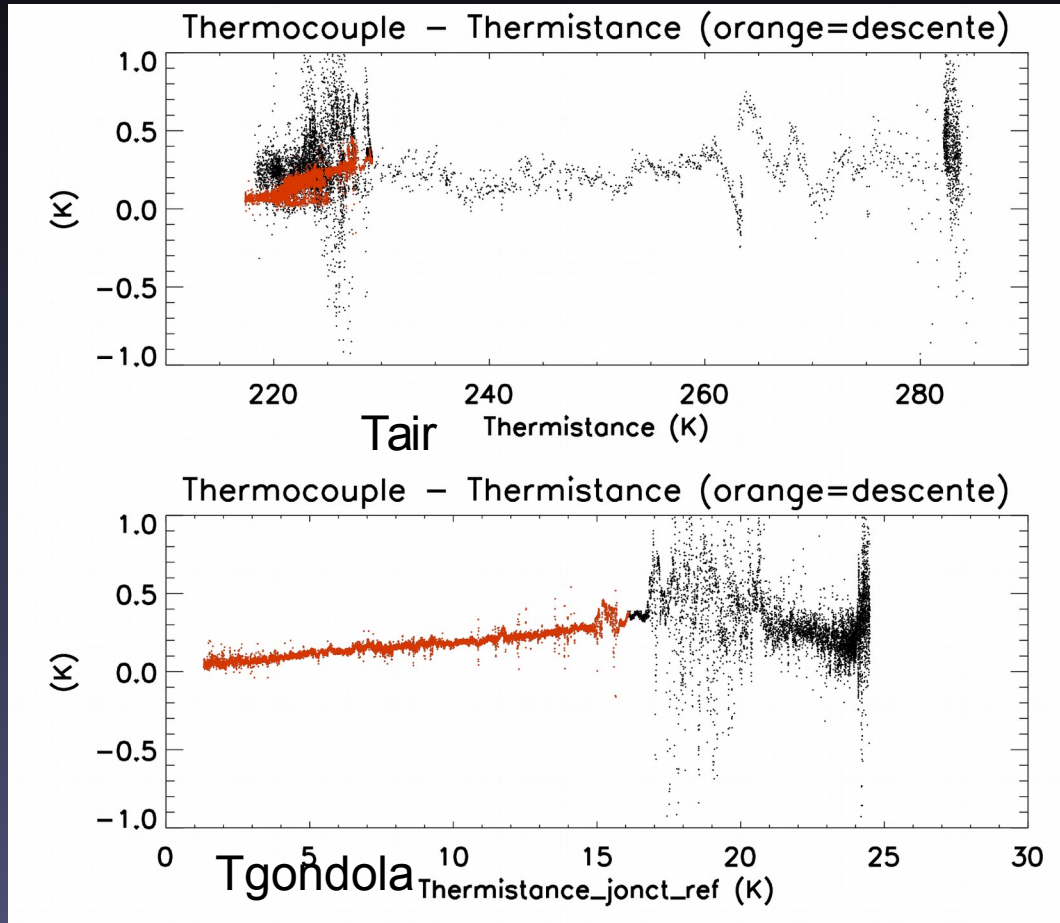 Thermocouple – Thermistance (orange=descente)
1.0
0.5
0.0
−0.5
−1.0
(K)
220 240 260 280
Tair Thermistance (K)
Thermocouple – Thermistance (orange=descente)
1.0
0.5
0.0
−0.5
−1.0
(K)
0 5 10 15 20 25 30
Tgondola Thermistance_jonct_ref (K)